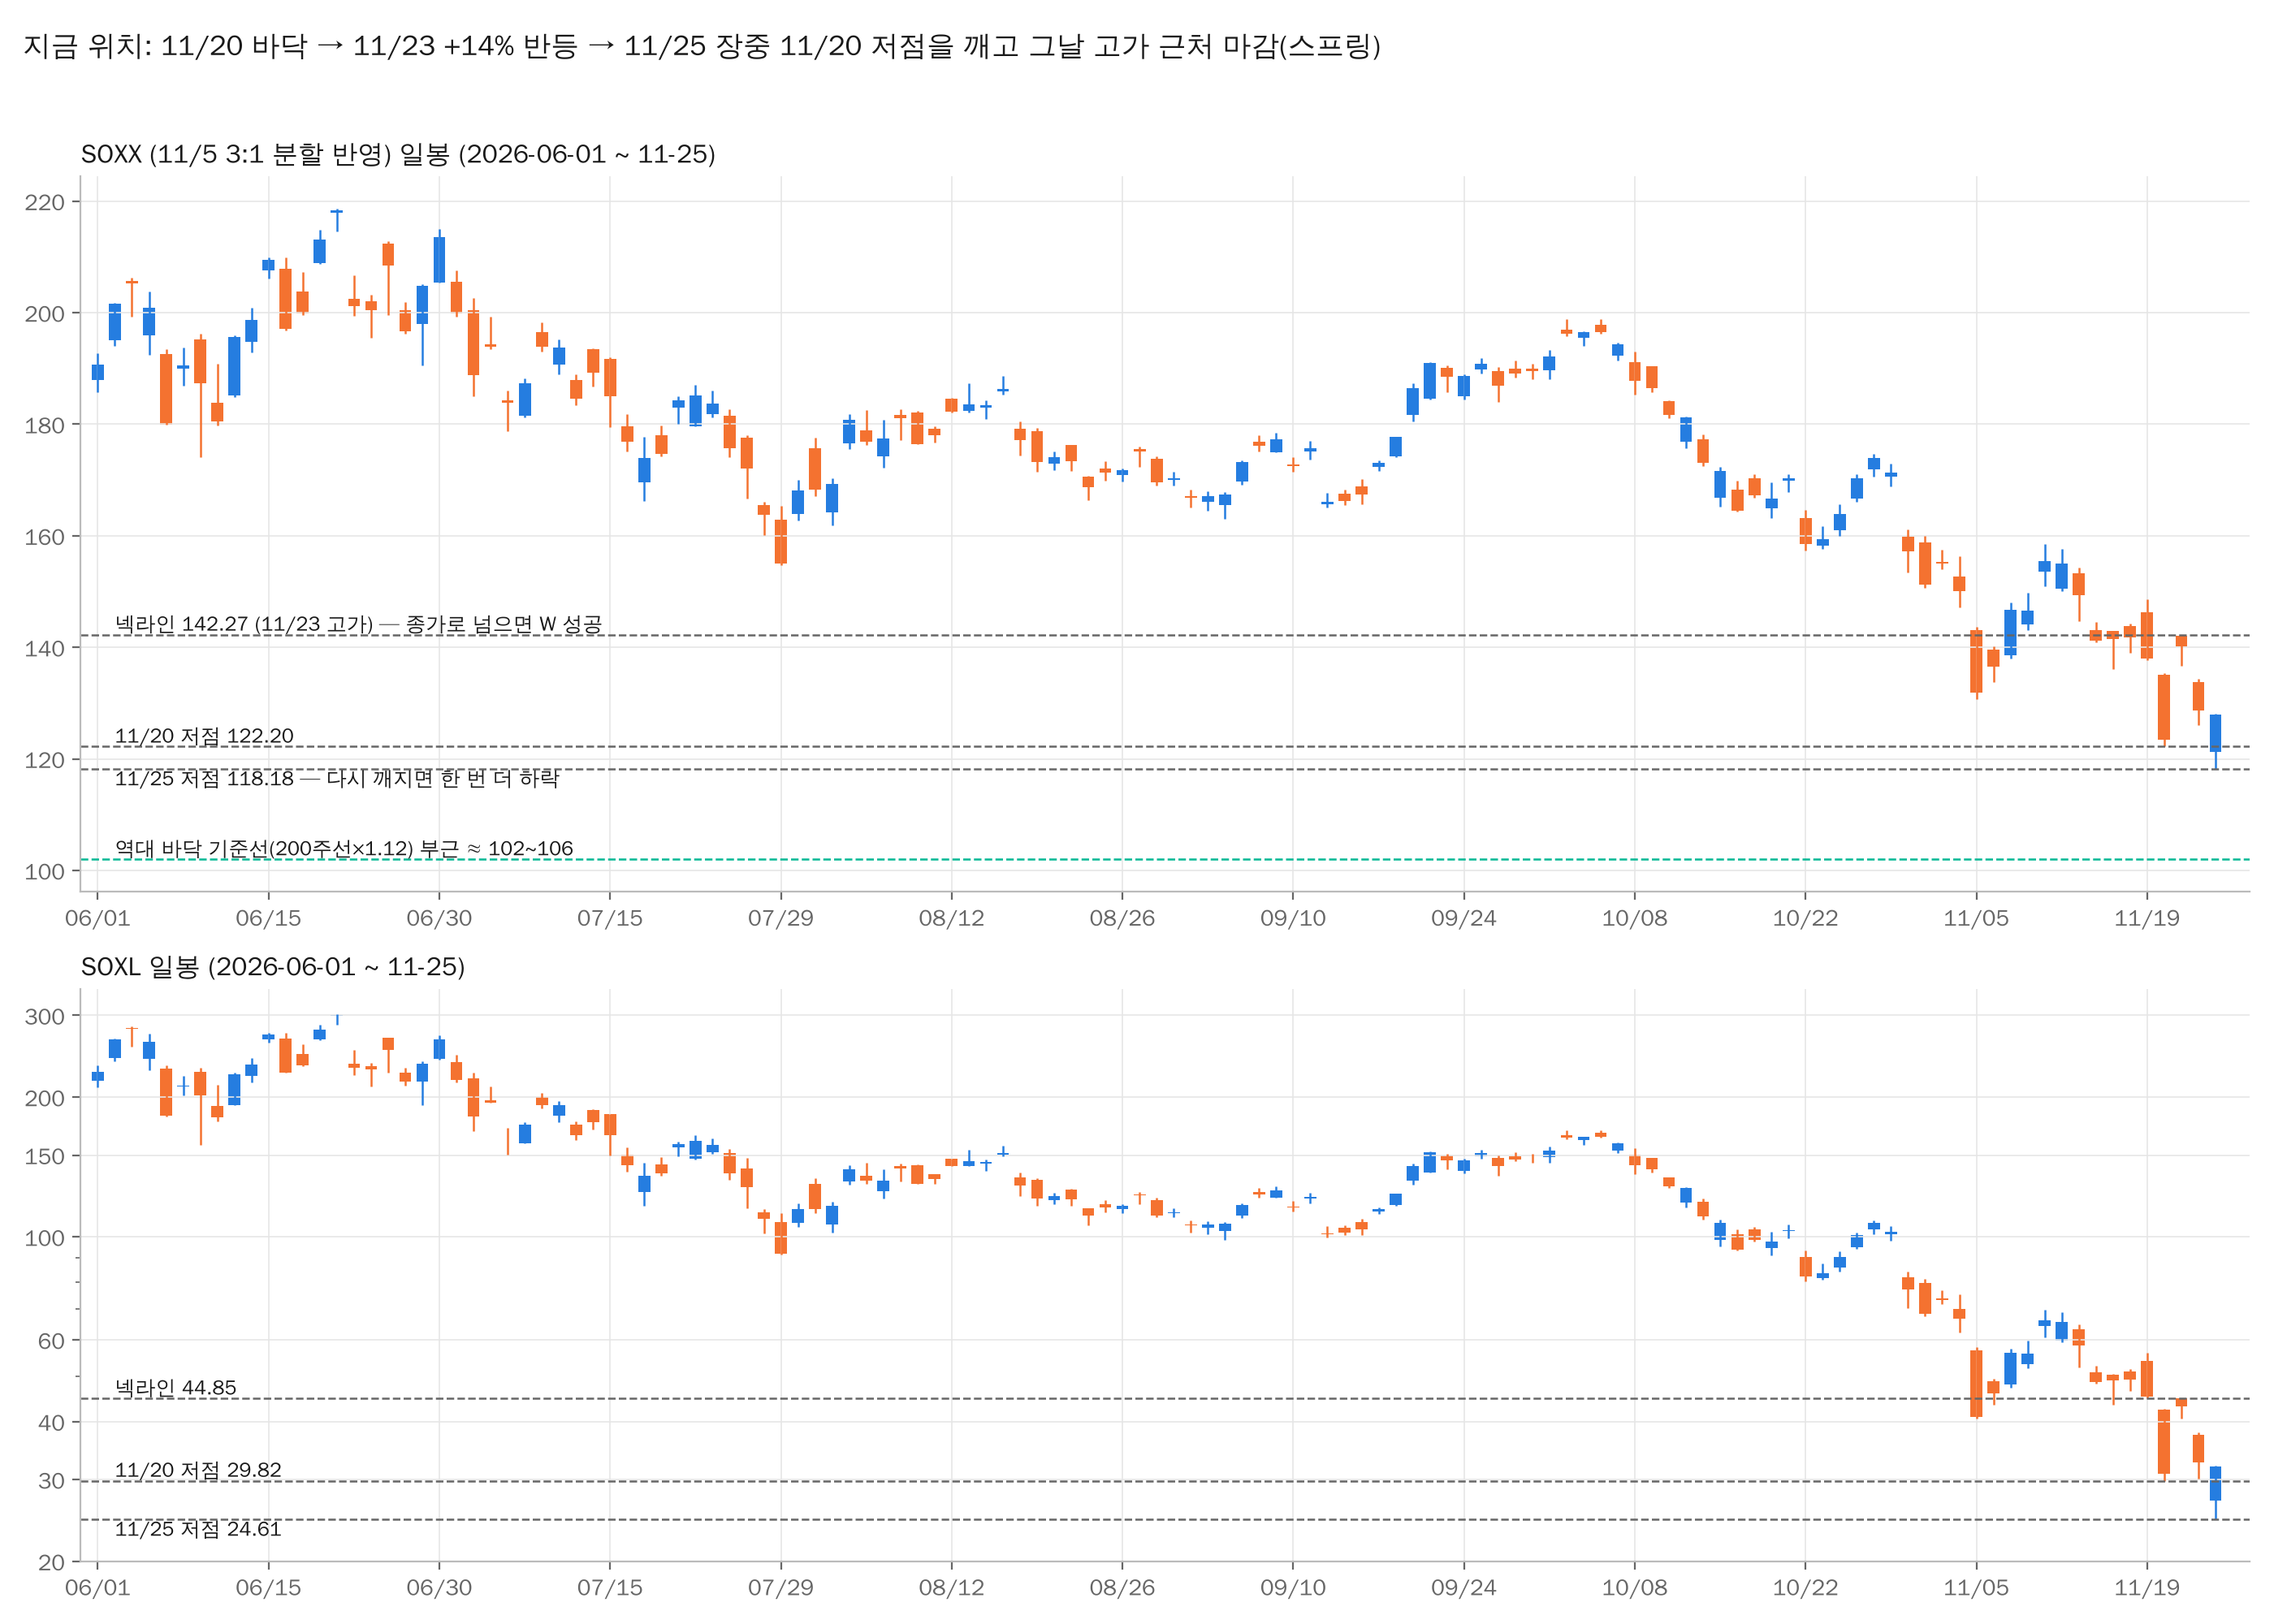 지금 위치: 11/20 바닥 → 11/23 +14% 반등 → 11/25 장중 11/20 저점을 깨고 그날 고가 근처 마감(스프링)
SOXX (11/5 3:1 분할 반영) 일봉 (2026-06-01 ~ 11-25)
220
200
180
160
넥라인 142.27 (11/23 고가) — 종가로 넘으면 W 성공
140
11/20 저점 122.20
120
11/25 저점 118.18 — 다시 깨지면 한 번 더 하락
역대 바닥 기준선(200주선×1.12) 부근 ≈ 102~106
100
06/01 06/15 06/30 07/15 07/29 08/12 08/26 09/10 09/24 10/08 10/22 11/05 11/19
SOXL 일봉 (2026-06-01 ~ 11-25)
300
200
150
100
60
넥라인 44.85
40
11/20 저점 29.82
30
11/25 저점 24.61
20
06/01 06/15 06/30 07/15 07/29 08/12 08/26 09/10 09/24 10/08 10/22 11/05 11/19